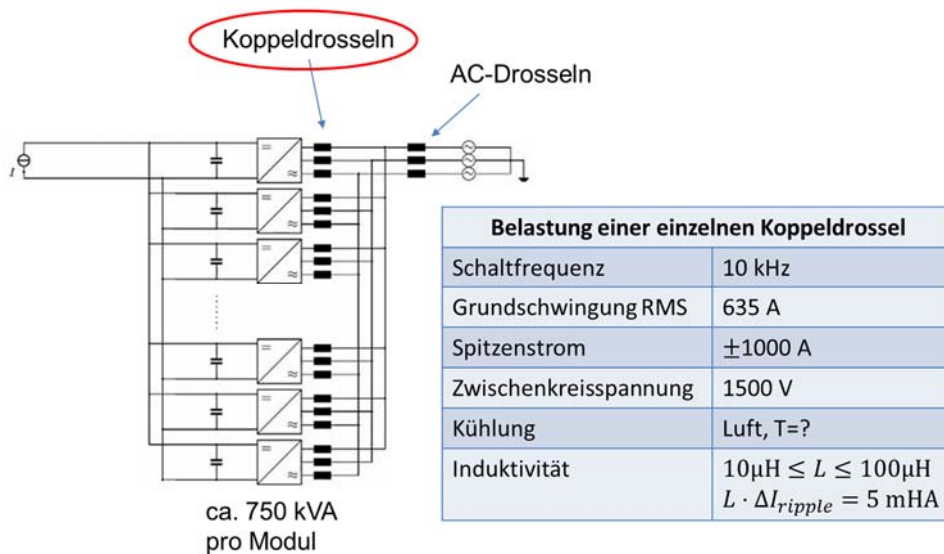 Koppeldrosseln
AC-Drosseln
I
Belastung einer einzelnen Koppeldrossel
Schaltfrequenz 10 kHz
Grundschwingung RMS 635 A
Spitzenstrom ±1000 A
Zwischenkreisspannung 1500 V
Kühlung Luft, T=?
Induktivität 10µH ≤ L ≤ 100µH
L · ΔI_ripple = 5 mHA
ca. 750 kVA
pro Modul